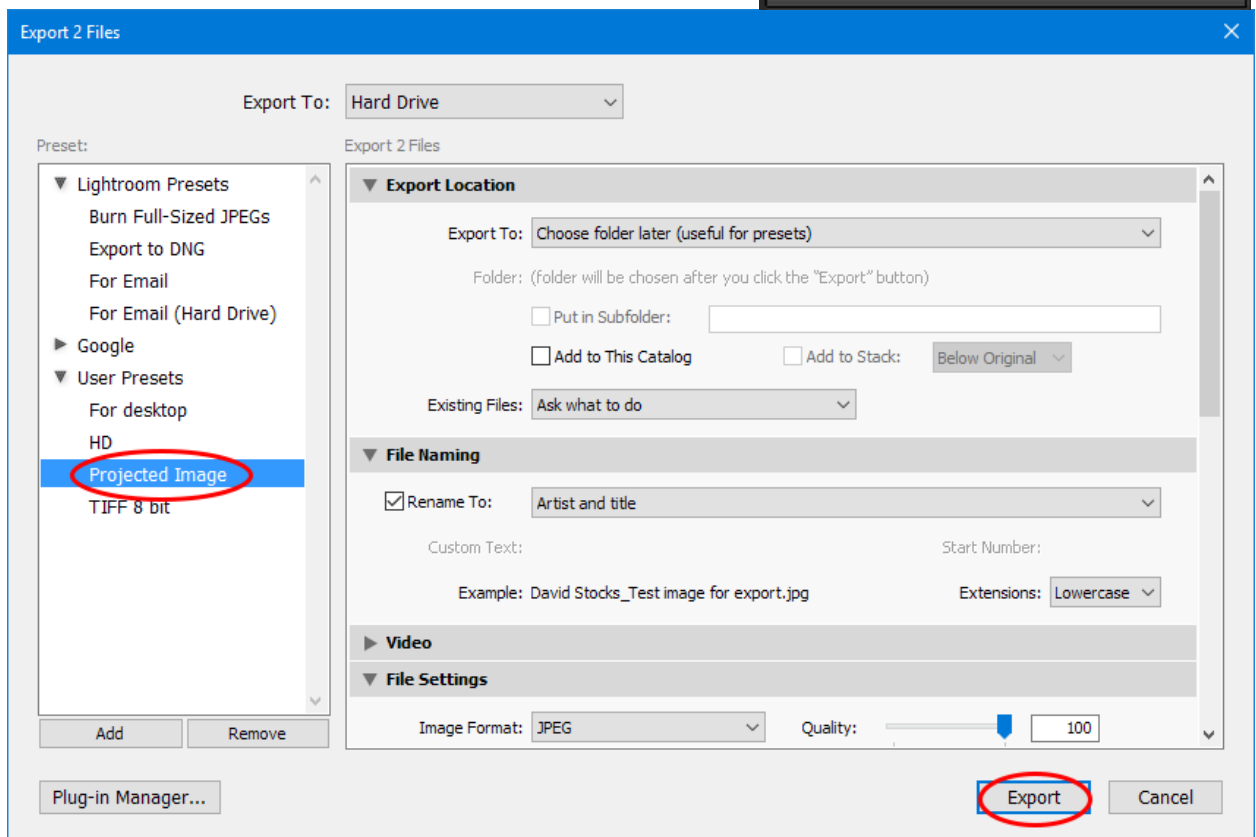 Export 2 Files
Export To: Hard Drive
Preset:
Lightroom Presets
Burn Full-Sized JPEGs
Export to DNG
For Email
For Email (Hard Drive)
Google
User Presets
For desktop
HD
Projected Image
TIFF 8 bit
Add Remove
Export 2 Files
Export Location
Export To: Choose folder later (useful for presets)
Folder: (folder will be chosen after you click the "Export" button)
Put in Subfolder:
Add to This Catalog Add to Stack: Below Original
Existing Files: Ask what to do
File Naming
Rename To: Artist and title
Custom Text: Start Number:
Example: David Stocks_Test image for export.jpg Extensions: Lowercase
Video
File Settings
Image Format: JPEG Quality: 100
Plug-in Manager... Export Cancel